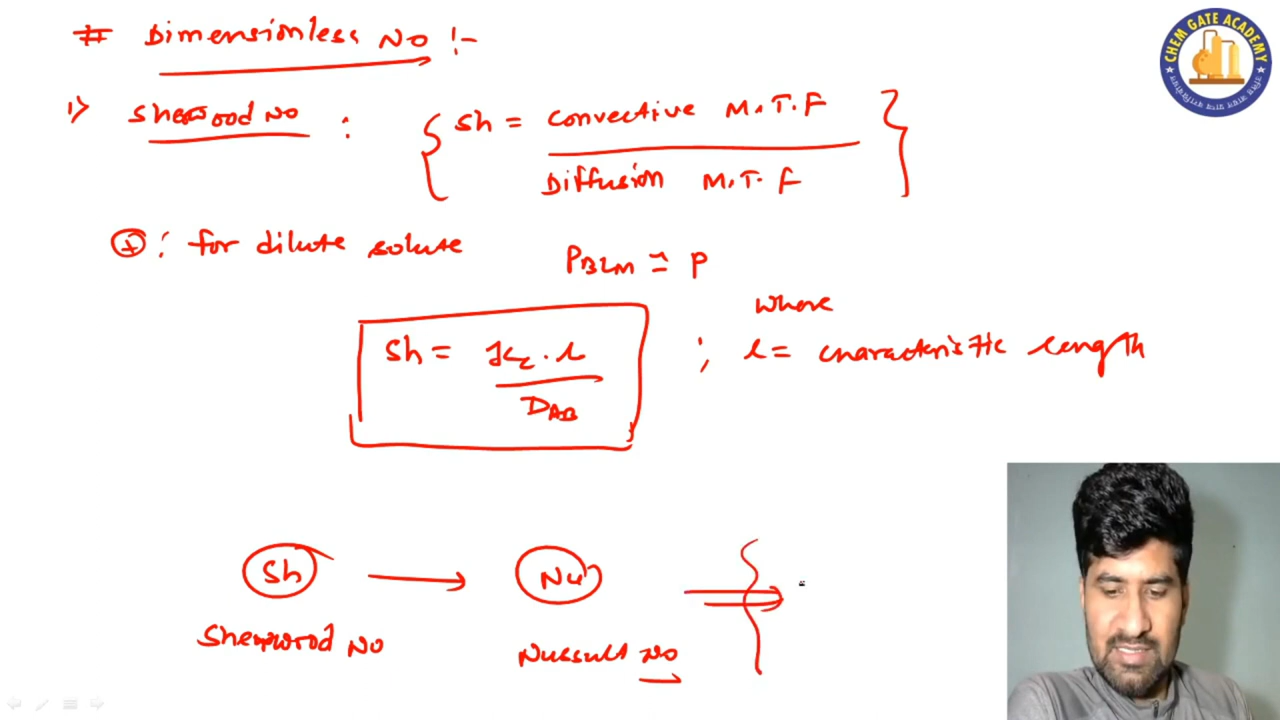 # Dimensionless NO :-
1) Sherwood NO : { Sh = convective M.T.F / Diffusion M.T.F }
① : for dilute solute
PBLM ≃ P
where
Sh = kc . l / DAB ; l = characteristic length
Sh → Nu ⇒
Sherwood NO
Nussult NO
CHEM GATE ACADEMY